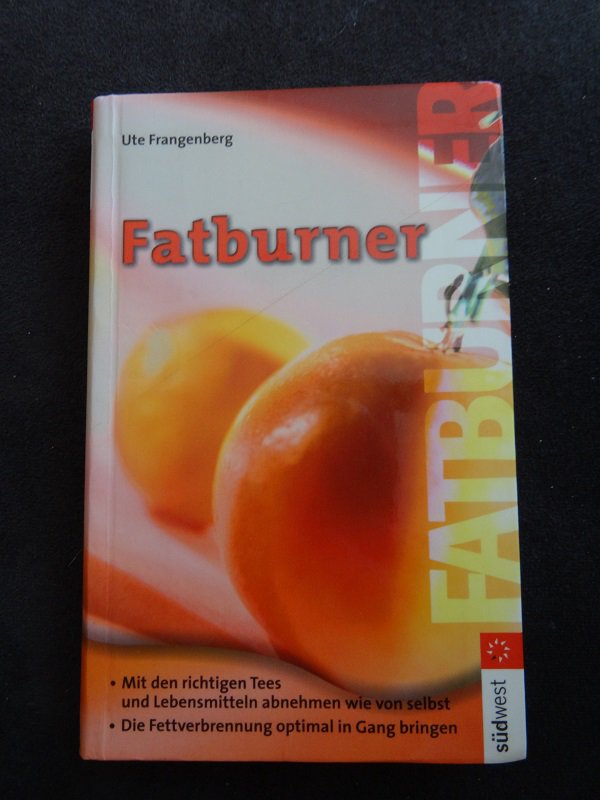 Ute Frangenberg
Fatburner
FATBURNER
• Mit den richtigen Tees
und Lebensmitteln abnehmen wie von selbst
• Die Fettverbrennung optimal in Gang bringen
südwest